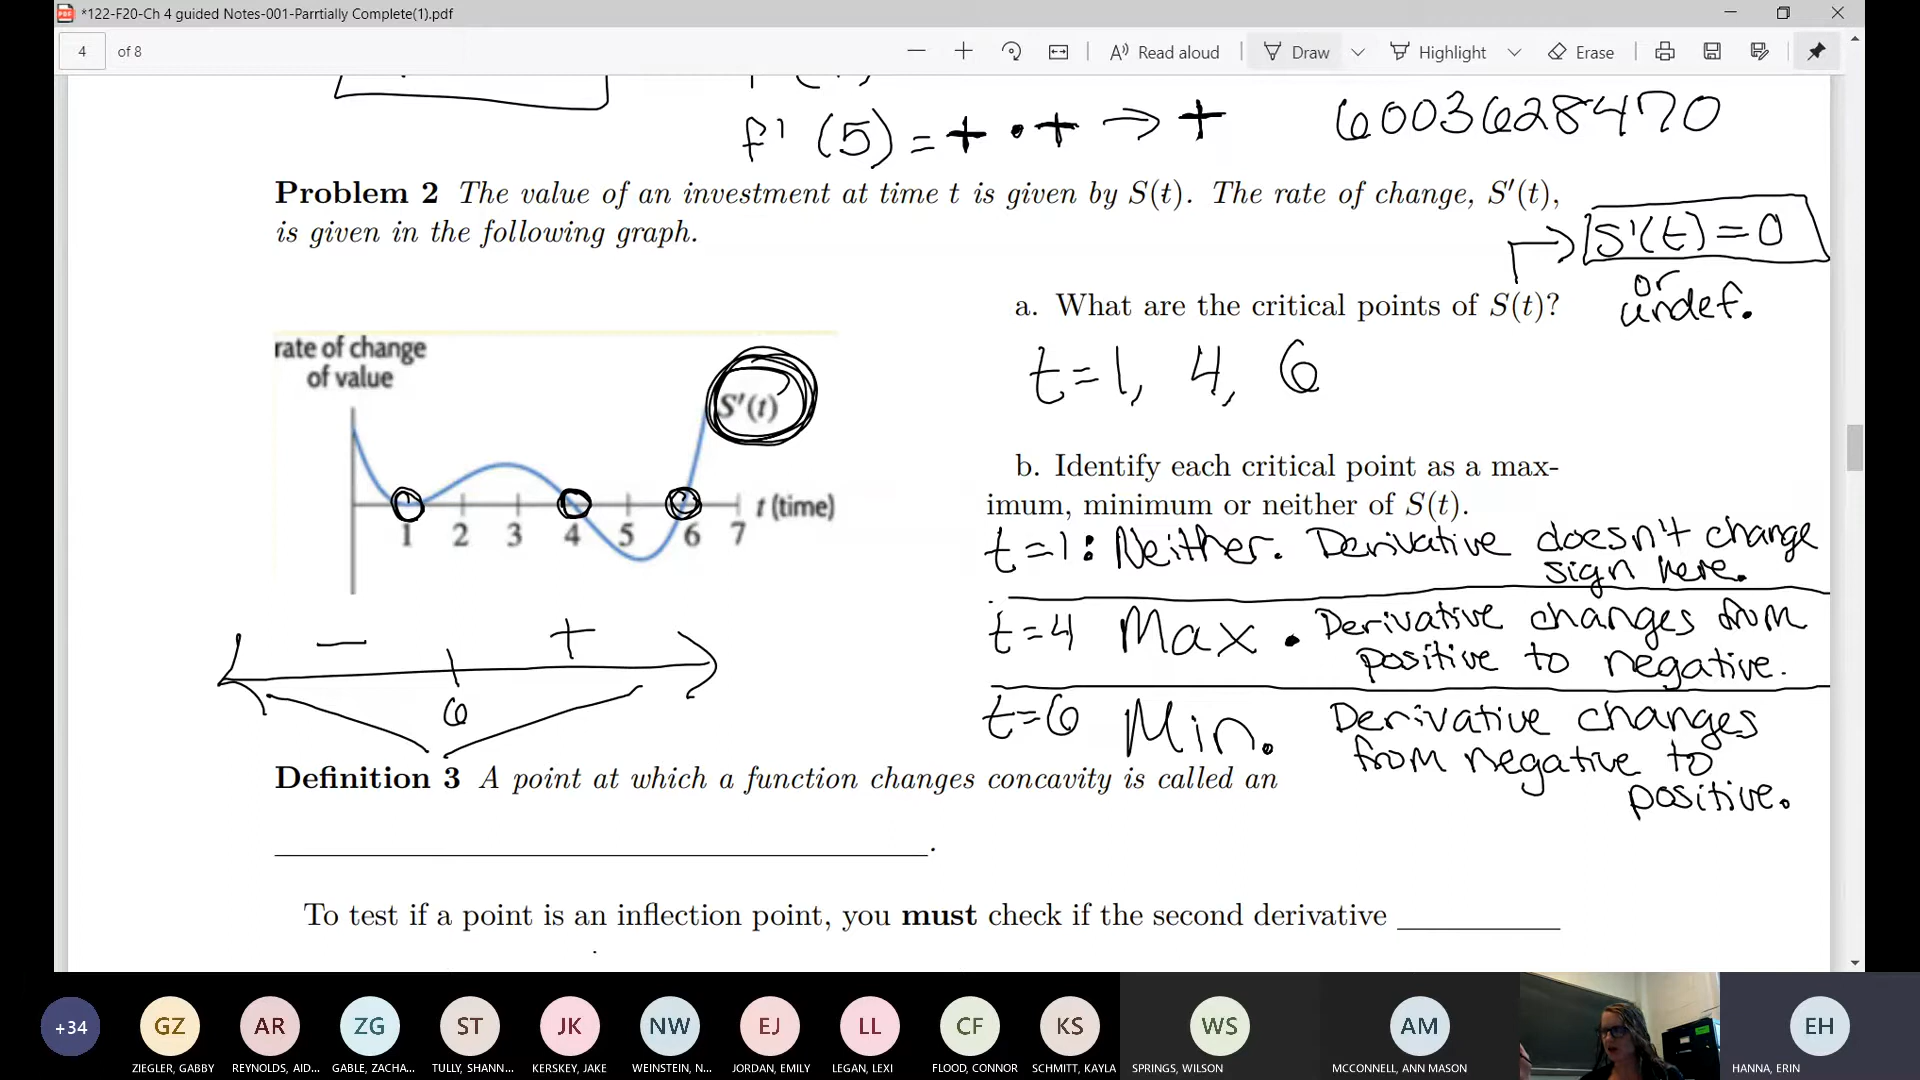 *122-F20-Ch 4 guided Notes-001-Parrtially Complete(1).pdf
4 of 8 Read aloud Draw Highlight Erase
f' (5) = + · + → + 6003628470
Problem 2 The value of an investment at time t is given by S(t). The rate of change, S′(t),
is given in the following graph.
S'(t) = 0
or
undef.
a. What are the critical points of S(t)?
t=1, 4, 6
rate of change
of value
S′(t)
t (time)
1 2 3 4 5 6 7
b. Identify each critical point as a max-
imum, minimum or neither of S(t).
t=1: Neither. Derivative doesn't change
sign here.
t=4 Max. Derivative changes from
positive to negative.
t=6 Min. Derivative changes
from negative to
positive.
− +
6
Definition 3 A point at which a function changes concavity is called an
.
To test if a point is an inflection point, you must check if the second derivative
+34 GZ AR ZG ST JK NW EJ LL CF KS WS AM EH
ZIEGLER, GABBY REYNOLDS, AID... GABLE, ZACHA... TULLY, SHANN... KERSKEY, JAKE WEINSTEIN, N... JORDAN, EMILY LEGAN, LEXI FLOOD, CONNOR SCHMITT, KAYLA SPRINGS, WILSON MCCONNELL, ANN MASON HANNA, ERIN